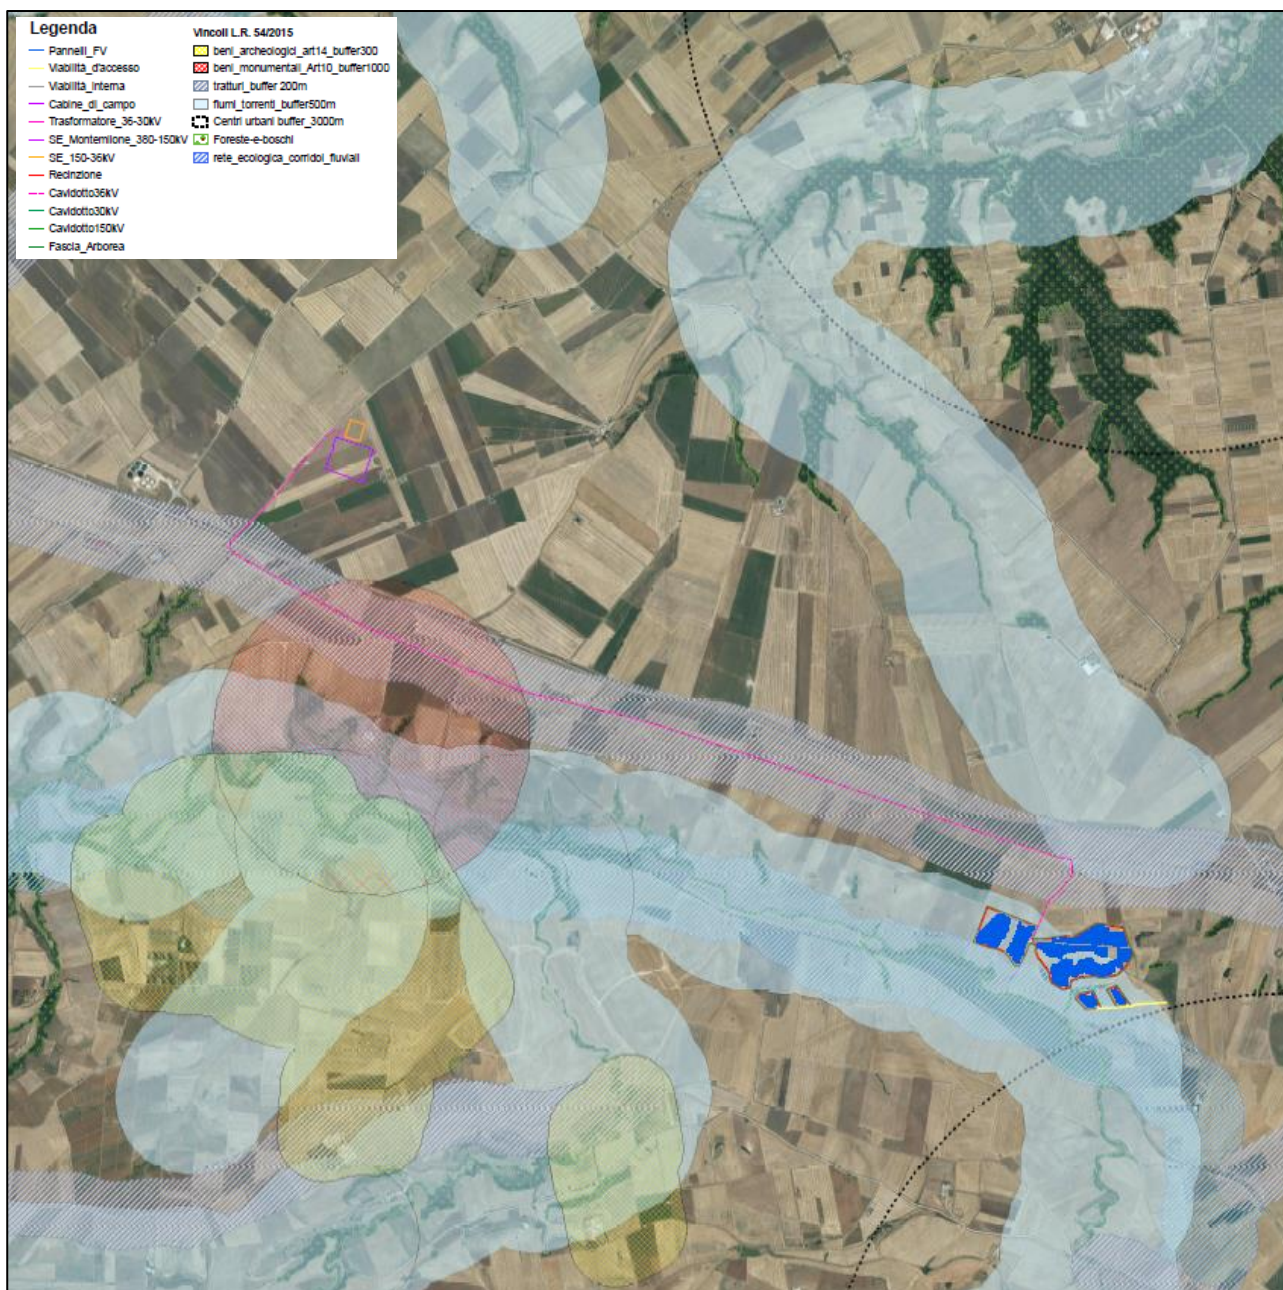 Legenda
Pannelli_FV
Viabilità_d'accesso
Viabilità_interna
Cabine_di_campo
Trasformatore_36-30kV
SE_Montemilone_380-150kV
SE_150-36kV
Recinzione
Cavidotto36kV
Cavidotto30kV
Cavidotto150kV
Fascia_Arborea
Vincoli L.R. 54/2015
beni_archeologici_art14_buffer300
beni_monumentali_Art10_buffer1000
tratturi_buffer 200m
fiumi_torrenti_buffer500m
Centri urbani buffer_3000m
Foreste-e-boschi
rete_ecologica_corridoi_fluviali